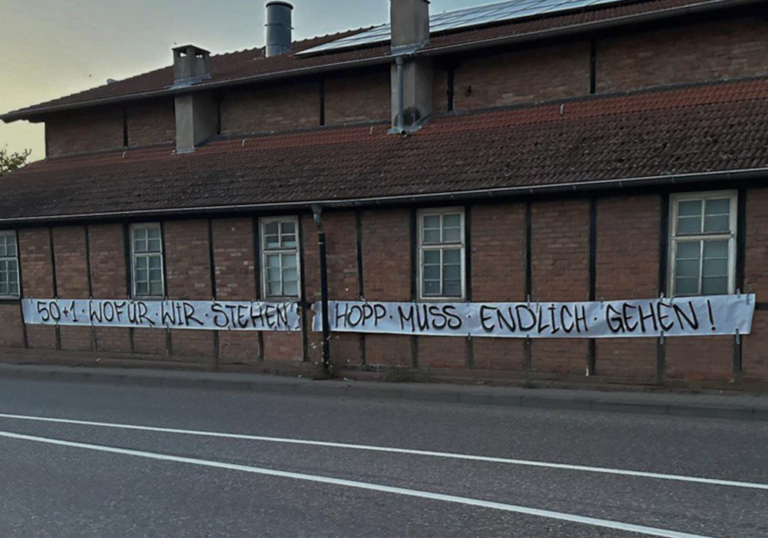 50+1·WOFÜR·WIR·STEHEN HOPP·MUSS·ENDLICH·GEHEN!